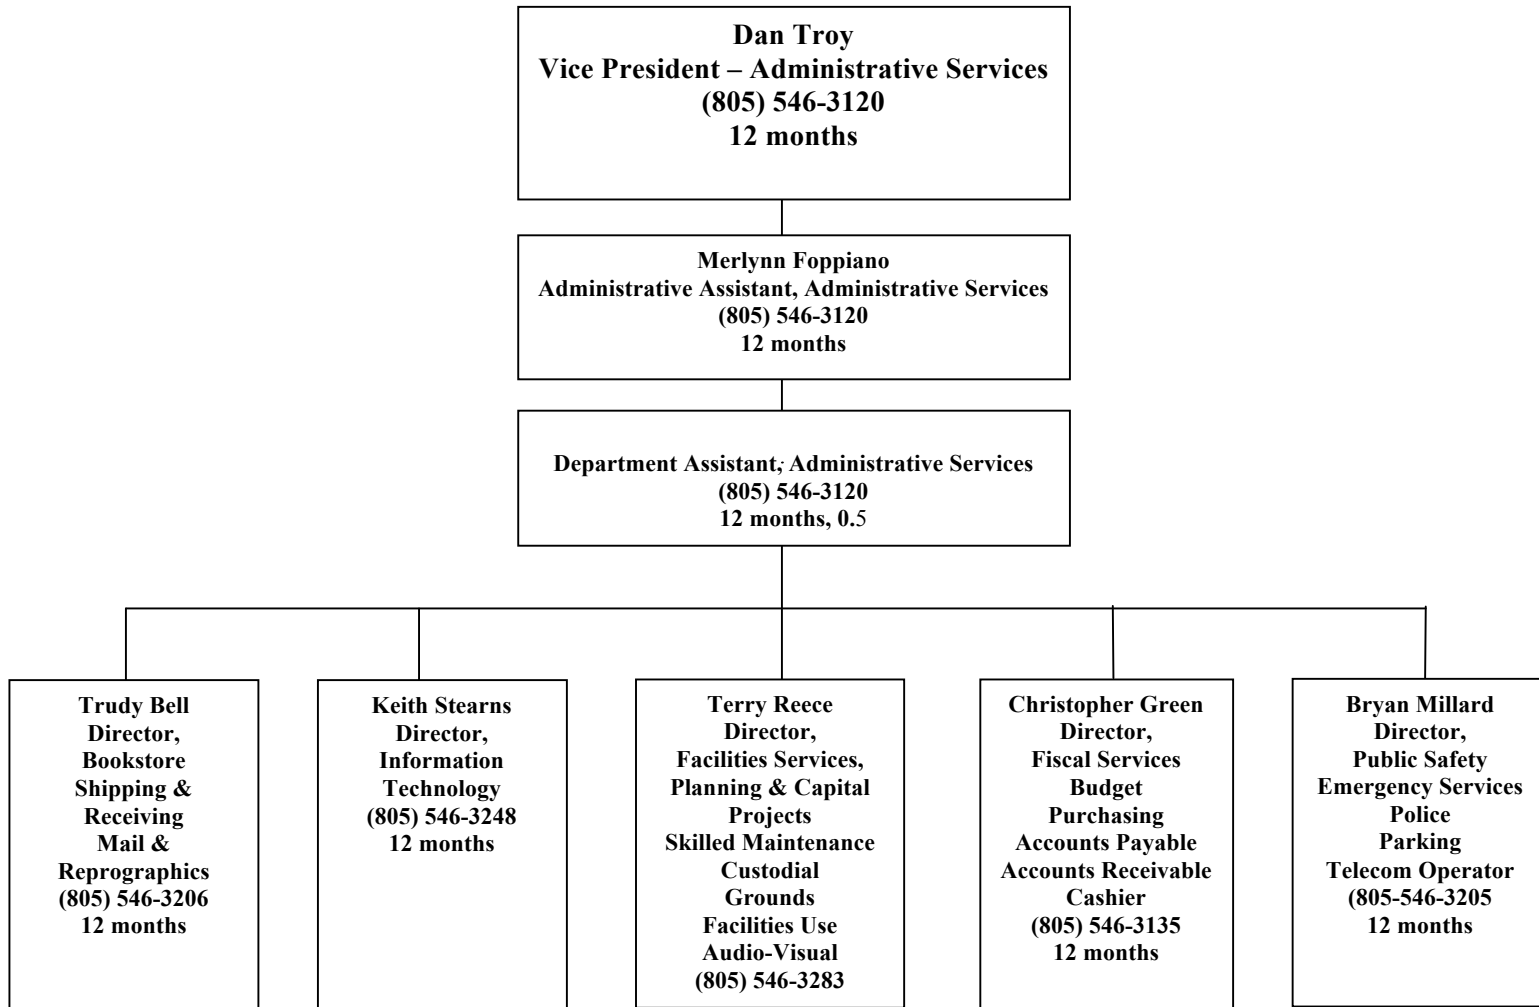 Dan Troy
Vice President – Administrative Services
(805) 546-3120
12 months
Merlynn Foppiano
Administrative Assistant, Administrative Services
(805) 546-3120
12 months
Department Assistant, Administrative Services
(805) 546-3120
12 months, 0.5
Trudy Bell
Director,
Bookstore
Shipping &
Receiving
Mail &
Reprographics
(805) 546-3206
12 months
Keith Stearns
Director,
Information
Technology
(805) 546-3248
12 months
Terry Reece
Director,
Facilities Services,
Planning & Capital
Projects
Skilled Maintenance
Custodial
Grounds
Facilities Use
Audio-Visual
(805) 546-3283
Christopher Green
Director,
Fiscal Services
Budget
Purchasing
Accounts Payable
Accounts Receivable
Cashier
(805) 546-3135
12 months
Bryan Millard
Director,
Public Safety
Emergency Services
Police
Parking
Telecom Operator
(805-546-3205
12 months